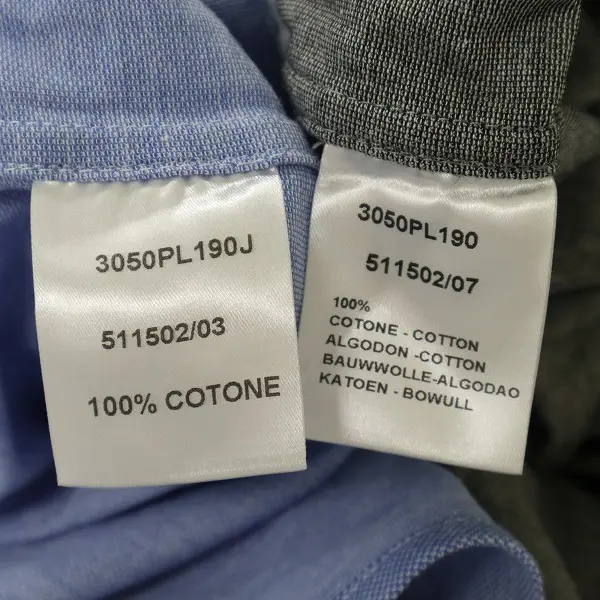 3050PL190J
511502/03
100% COTONE
3050PL190
511502/07
100%
COTONE - COTTON
ALGODON -COTTON
BAUWWOLLE-ALGODAO
KATOEN - BOWULL